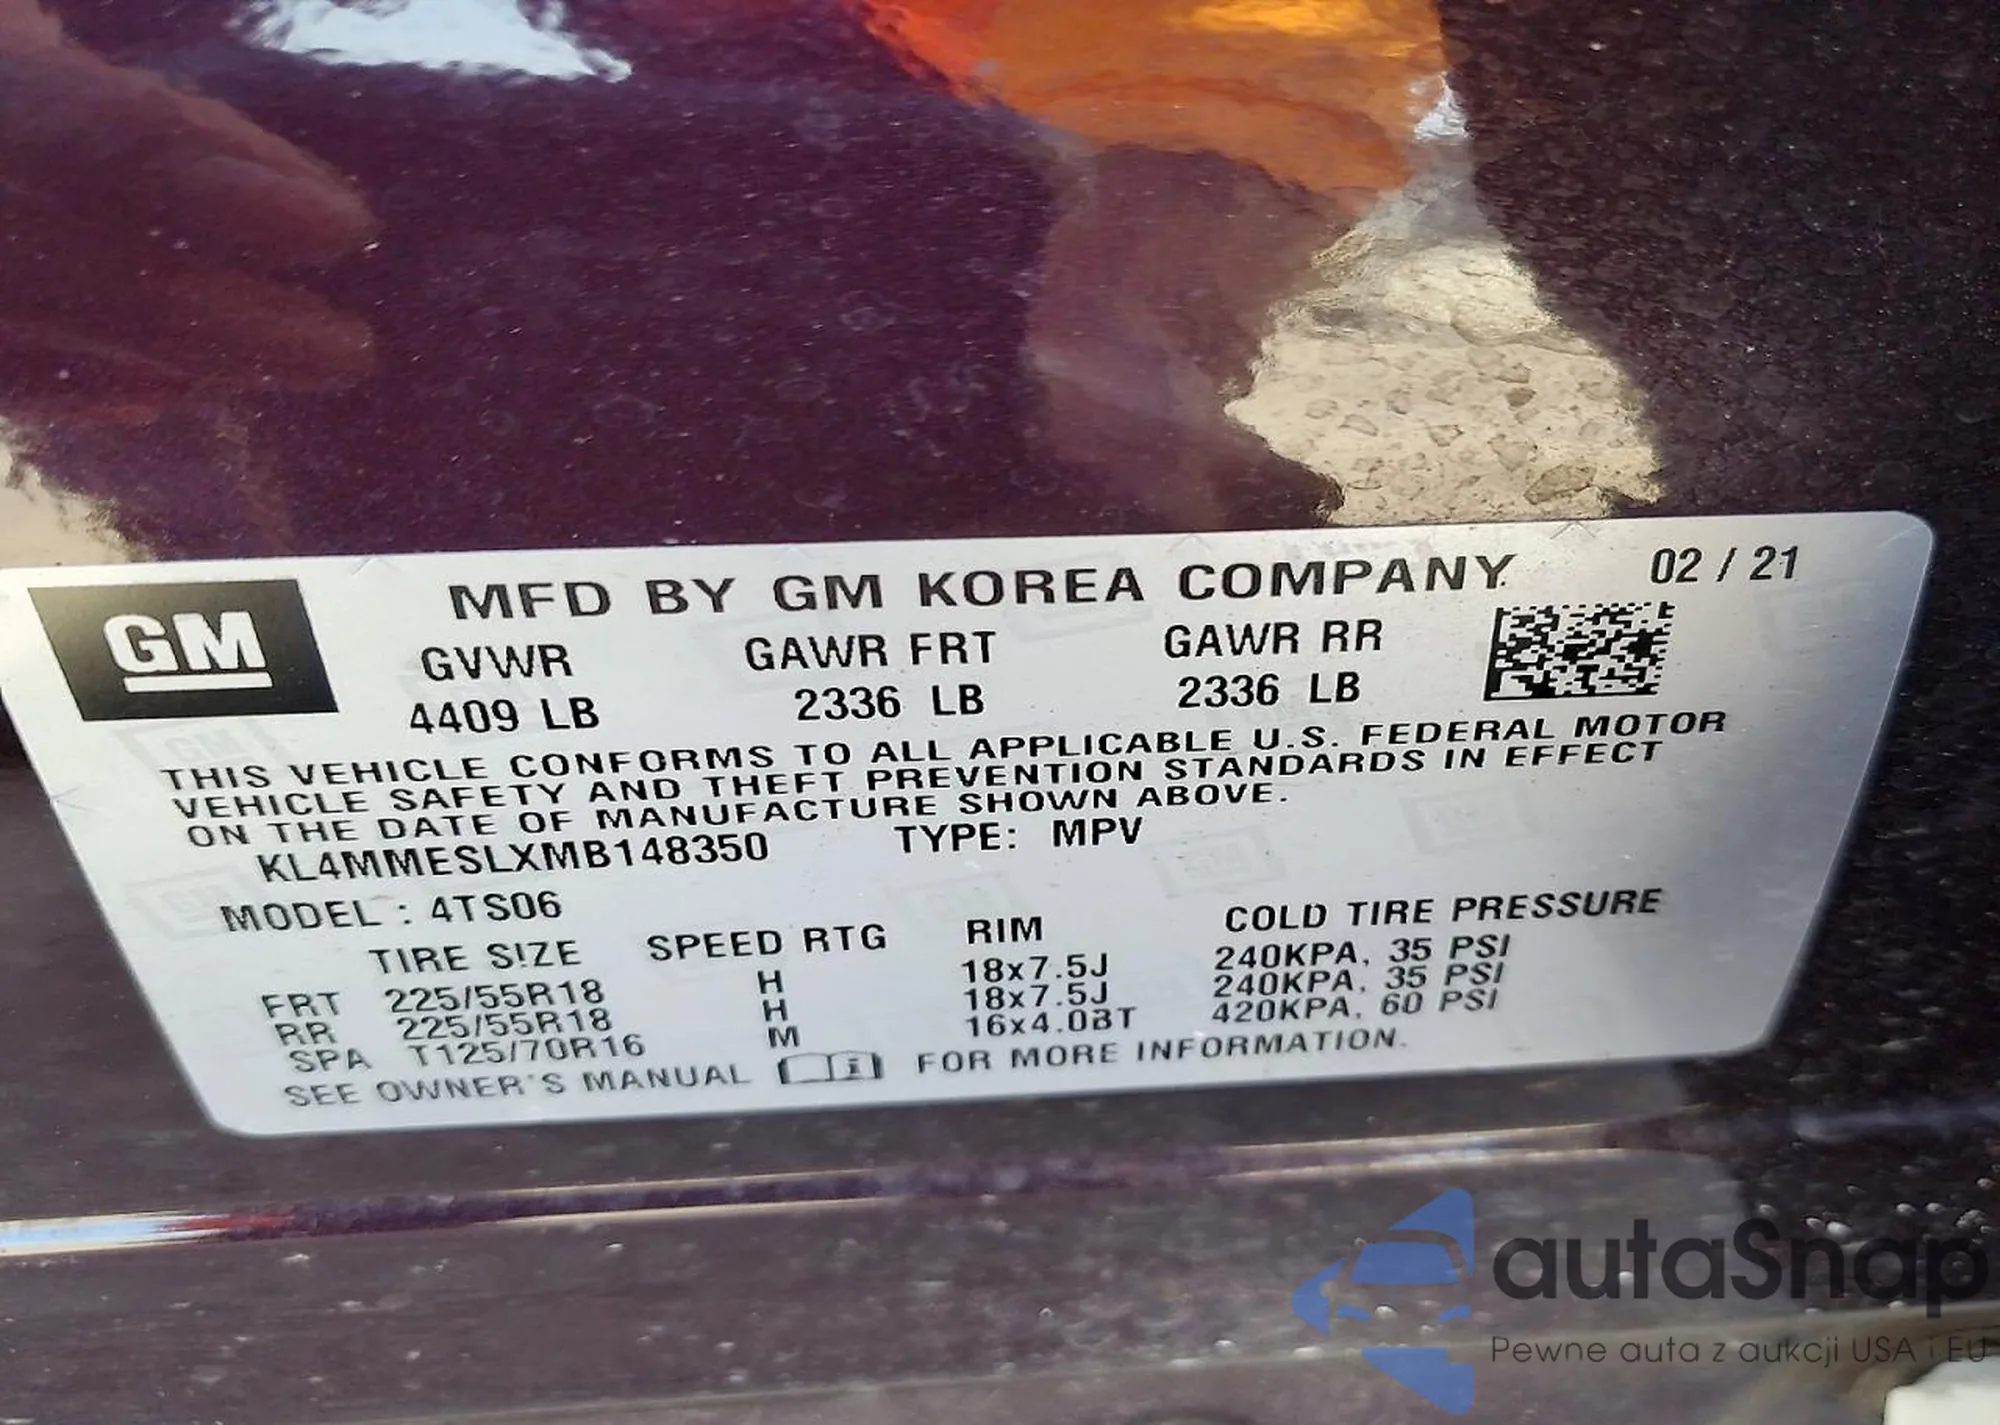 GM
MFD BY GM KOREA COMPANY 02 / 21
GVWR GAWR FRT GAWR RR
4409 LB 2336 LB 2336 LB
THIS VEHICLE CONFORMS TO ALL APPLICABLE U.S. FEDERAL MOTOR
VEHICLE SAFETY AND THEFT PREVENTION STANDARDS IN EFFECT
ON THE DATE OF MANUFACTURE SHOWN ABOVE.
KL4MMESLXMB148350 TYPE: MPV
MODEL : 4TS06
TIRE SIZE SPEED RTG RIM COLD TIRE PRESSURE
FRT 225/55R18 H 18x7.5J 240KPA, 35 PSI
RR 225/55R18 H 18x7.5J 240KPA, 35 PSI
SPA T125/70R16 M 16x4.0BT 420KPA, 60 PSI
SEE OWNER'S MANUAL FOR MORE INFORMATION.
autaSnap
Pewne auta z aukcji USA i EU